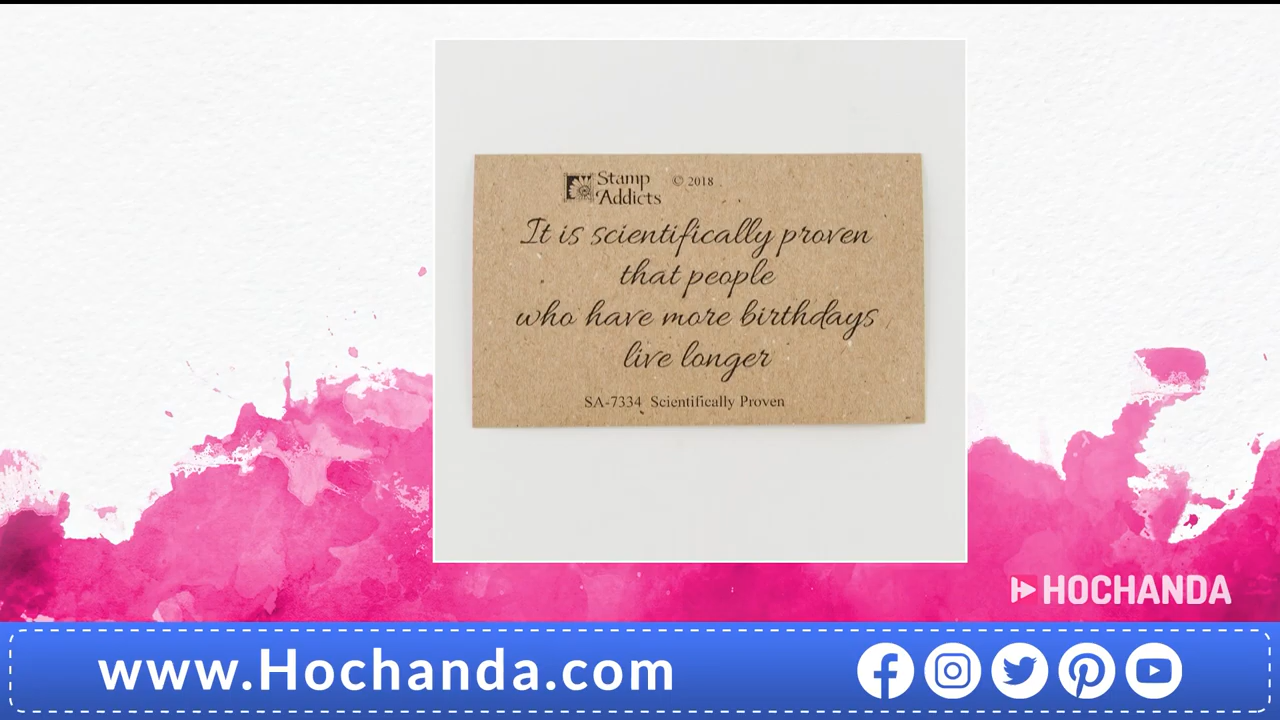 Stamp
Addicts
© 2018
It is scientifically proven
that people
who have more birthdays
live longer
SA-7334 Scientifically Proven
HOCHANDA
www.Hochanda.com